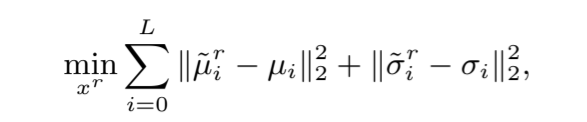 \min_{x^r} \sum_{i=0}^{L} \|\tilde{\mu}_i^r - \mu_i\|_2^2 + \|\tilde{\sigma}_i^r - \sigma_i\|_2^2,